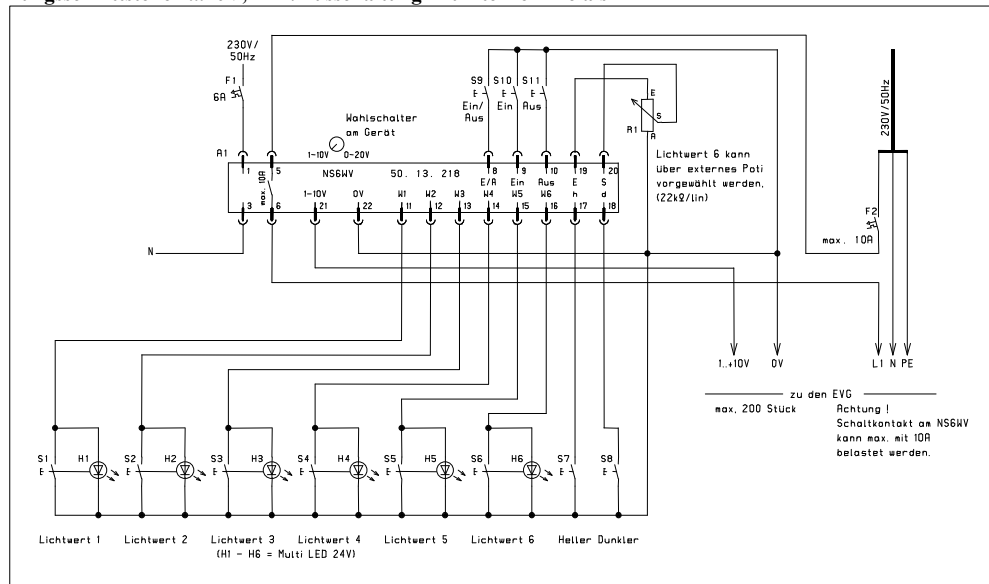 230V/
50Hz
F1
6A
Wahlschalter
am Gerät
1-10V 0-20V
S9 S10 S11
Ein/ Ein Aus
Aus
E
S
R1
A
230V/50Hz
Lichtwert 6 kann
über externes Poti
vorgewählt werden,
(22kΩ/lin)
A1
1 5 8 9 10 19 20
max. 10A
NS6WV 50. 13. 218
E/A Ein Aus E S
1-10V 0V W1 W2 W3 W4 W5 W6 h d
3 6 21 22 11 12 13 14 15 16 17 18
N
F2
max. 10A
1..+10V 0V L1 N PE
zu den EVG
max, 200 Stück
Achtung !
Schaltkontakt am NS6WV
kann max. mit 10A
belastet werden.
S1 H1 S2 H2 S3 H3 S4 H4 S5 H5 S6 H6 S7 S8
Lichtwert 1 Lichtwert 2 Lichtwert 3 Lichtwert 4 Lichtwert 5 Lichtwert 6 Heller Dunkler
(H1 - H6 = Multi LED 24V)